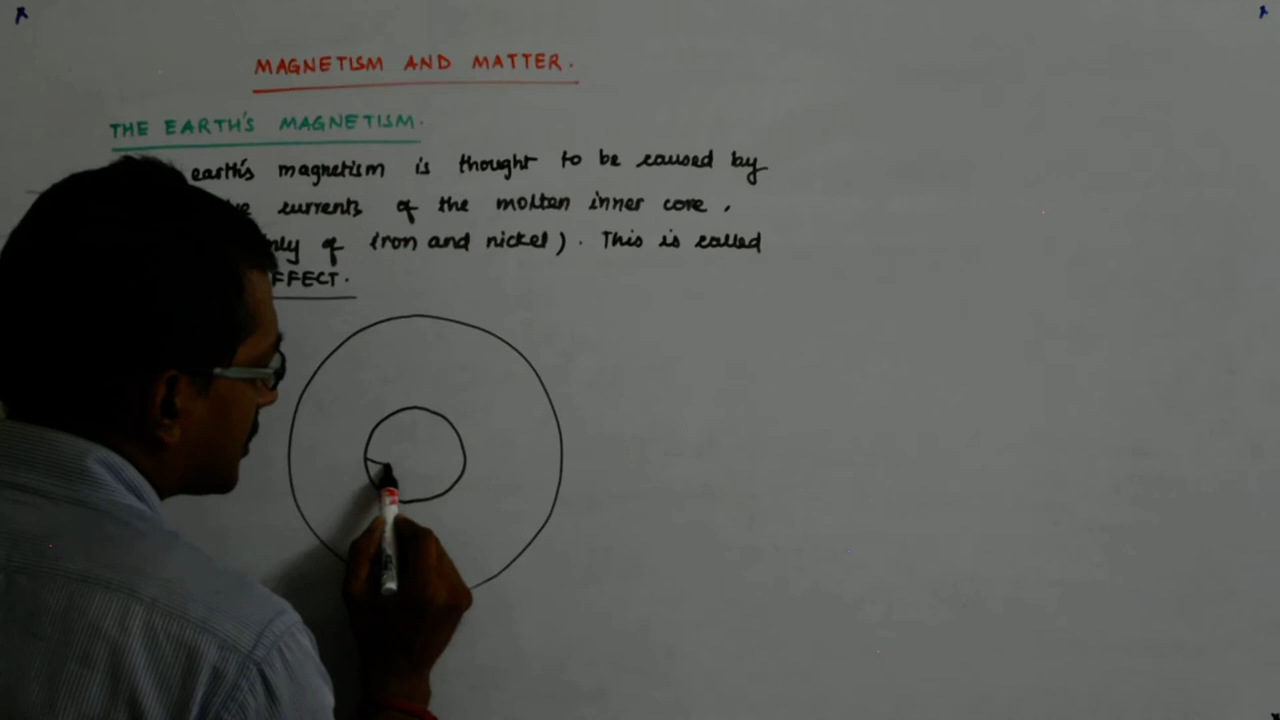 MAGNETISM AND MATTER.
THE EARTH'S MAGNETISM.
earth's magnetism is thought to be caused by
currents of the molten inner core,
of iron and nickel). This is called